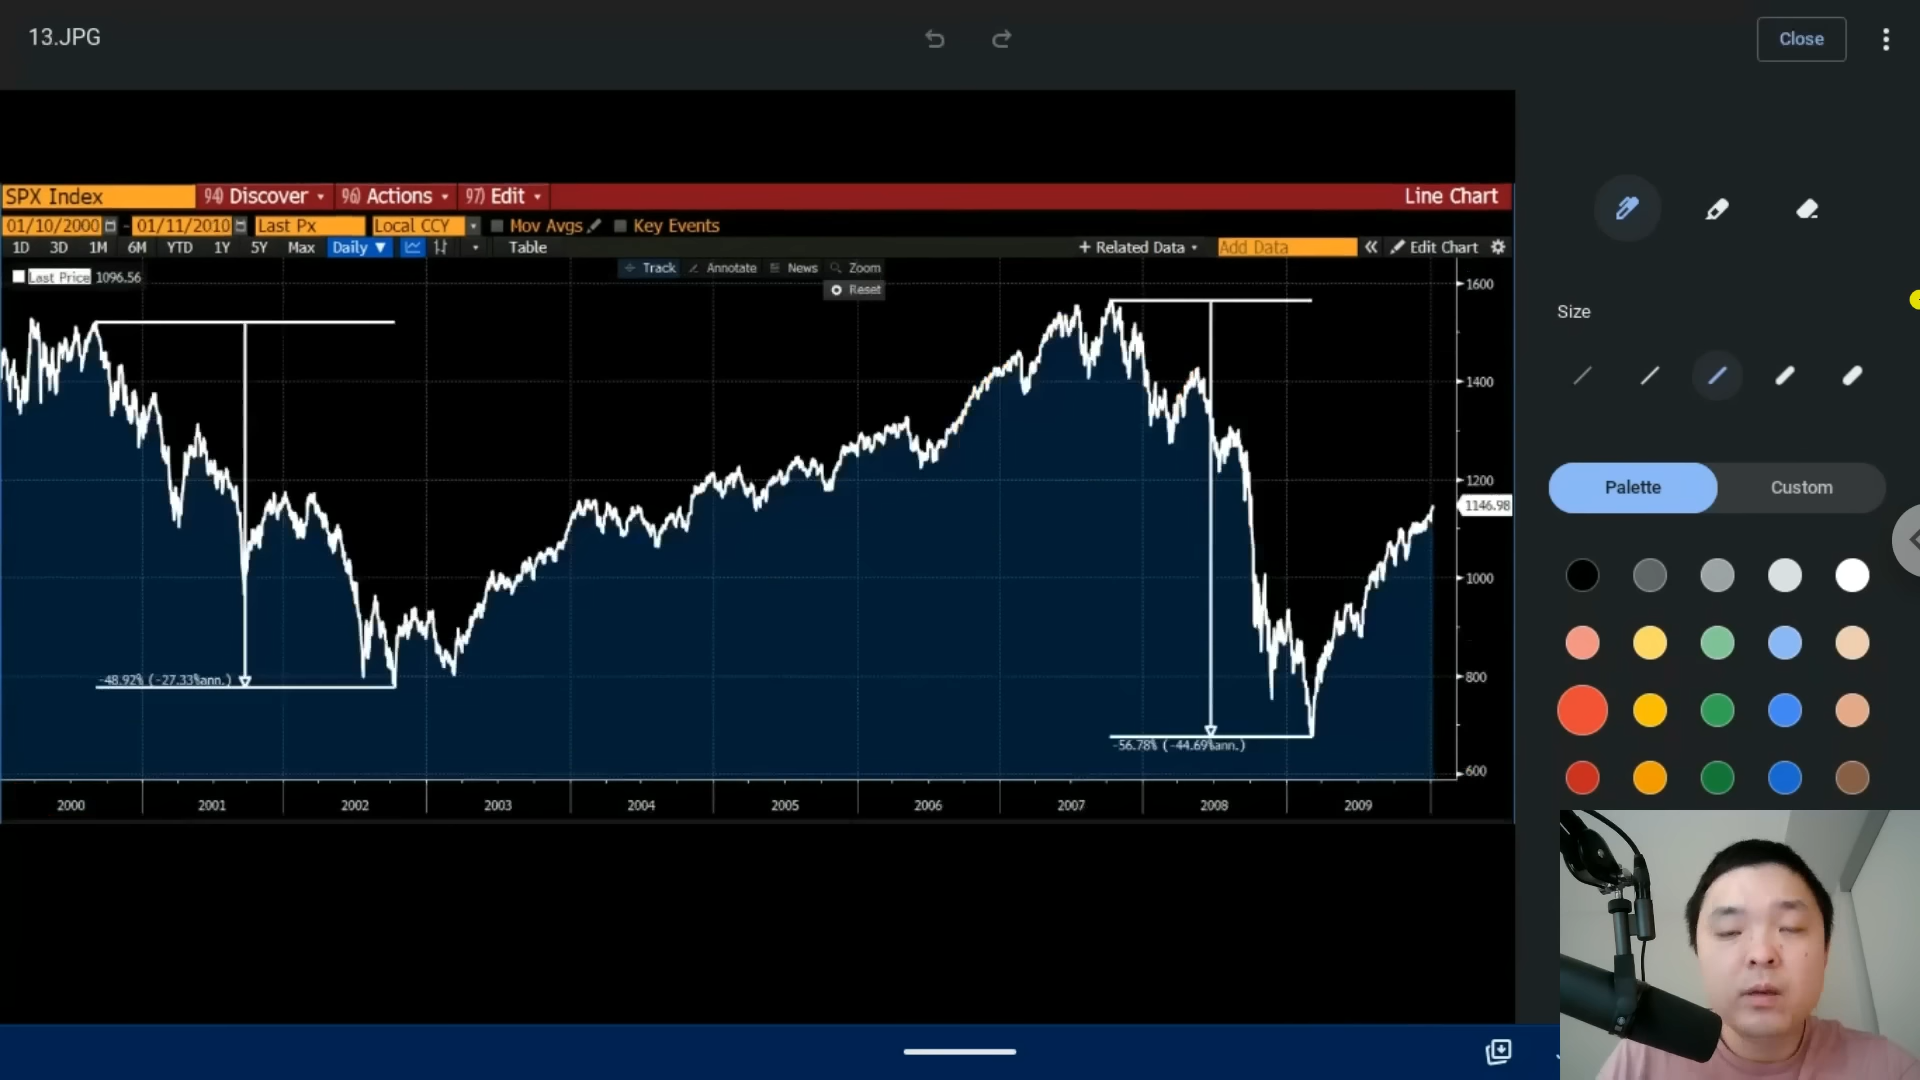 13.JPG
Close
SPX Index 94) Discover 96) Actions 97) Edit Line Chart
01/10/2000 - 01/11/2010 Last Px Local CCY Mov Avgs Key Events
1D 3D 1M 6M YTD 1Y 5Y Max Daily ▼ Table + Related Data Add Data « Edit Chart
Track Annotate News Zoom
Last Price 1096.56
Reset
1600
1400
1200
1146.98
1000
800
600
-48.92% (-27.33%ann.)
-56.78% (-44.69%ann.)
2000 2001 2002 2003 2004 2005 2006 2007 2008 2009
Size
Palette Custom